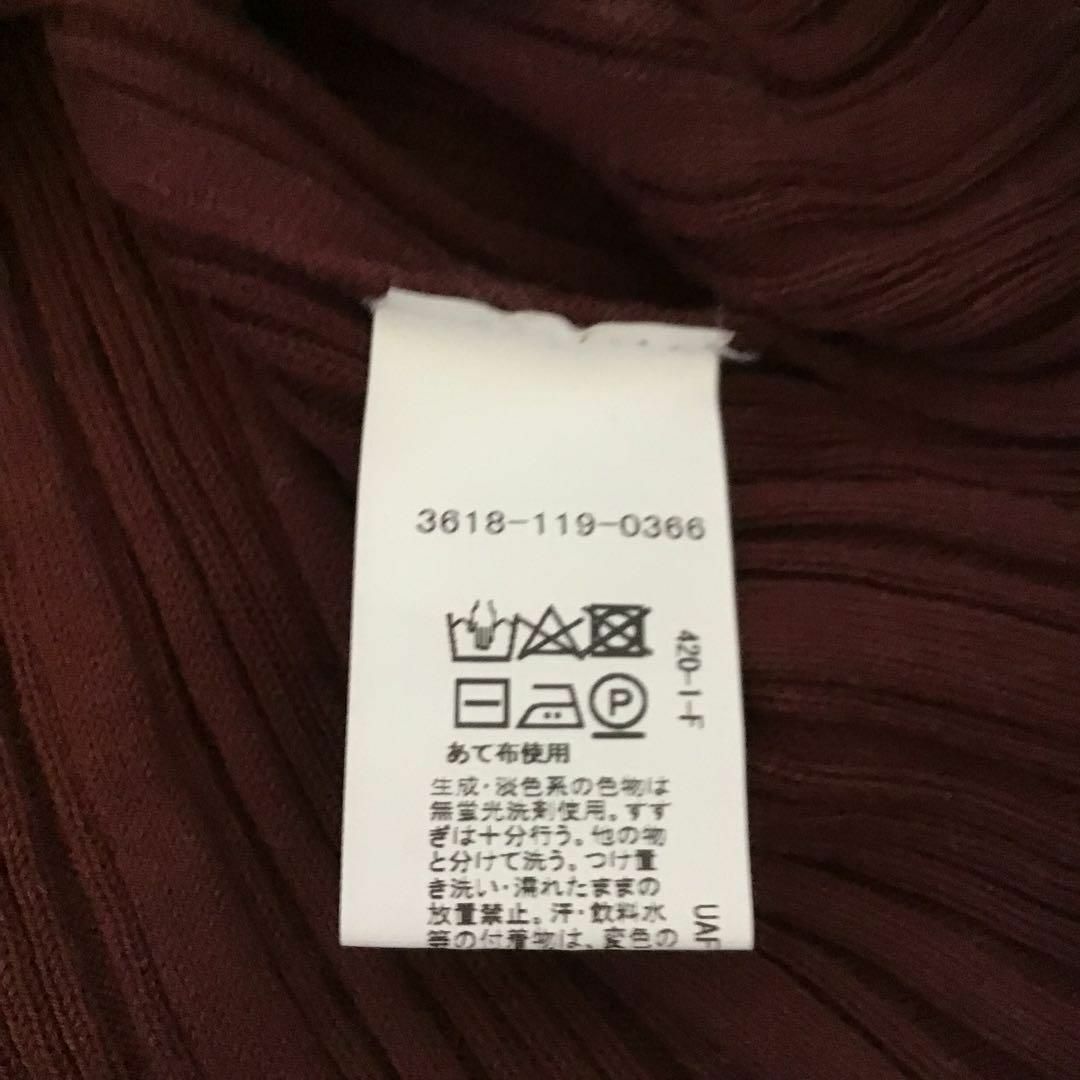 3618-119-0366
P
あて布使用
420-1-F
生成・淡色系の色物は
無蛍光洗剤使用。すす
ぎは十分行う。他の物
と分けて洗う。つけ置
き洗い・濡れたままの
放置禁止。汗・飲料水
等の付着物は、変色の
UAF